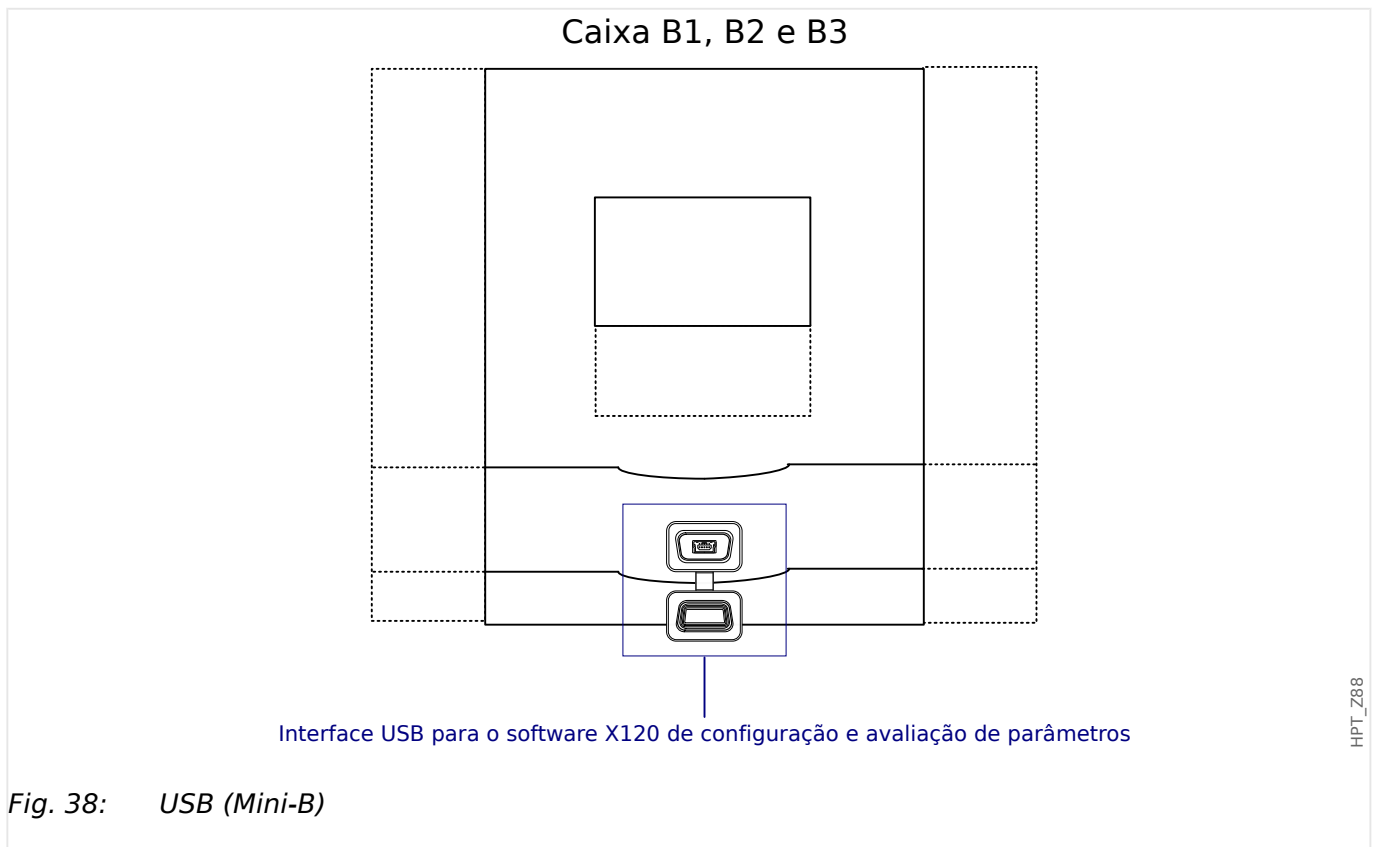 Caixa B1, B2 e B3
Interface USB para o software X120 de configuração e avaliação de parâmetros
HPT_Z88
Fig. 38: USB (Mini-B)